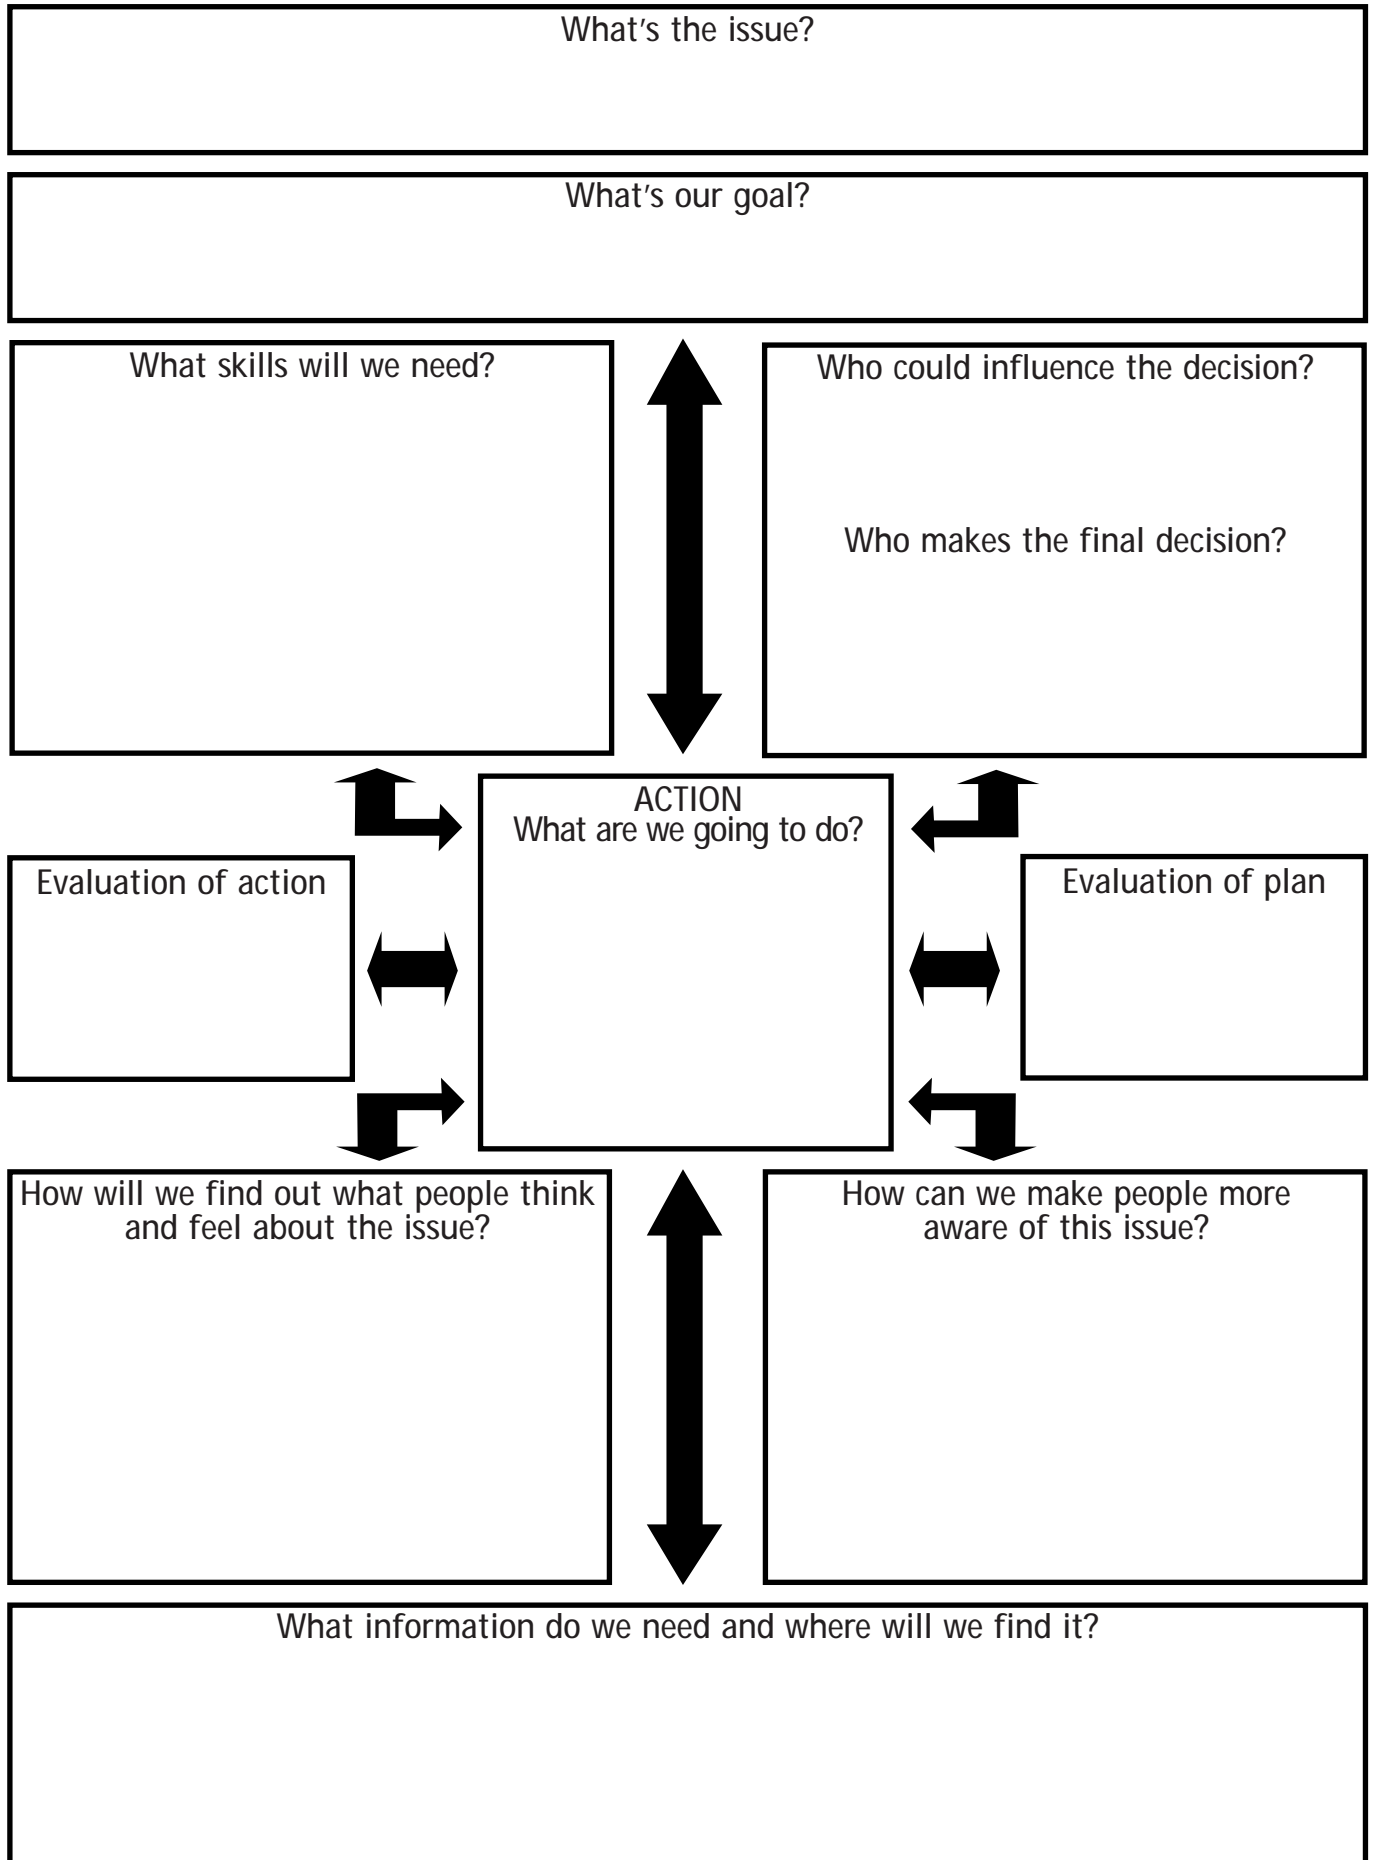 What's the issue?
What's our goal?
What skills will we need?
Who could influence the decision?
Who makes the final decision?
ACTION
What are we going to do?
Evaluation of action
Evaluation of plan
How will we find out what people think
and feel about the issue?
How can we make people more
aware of this issue?
What information do we need and where will we find it?